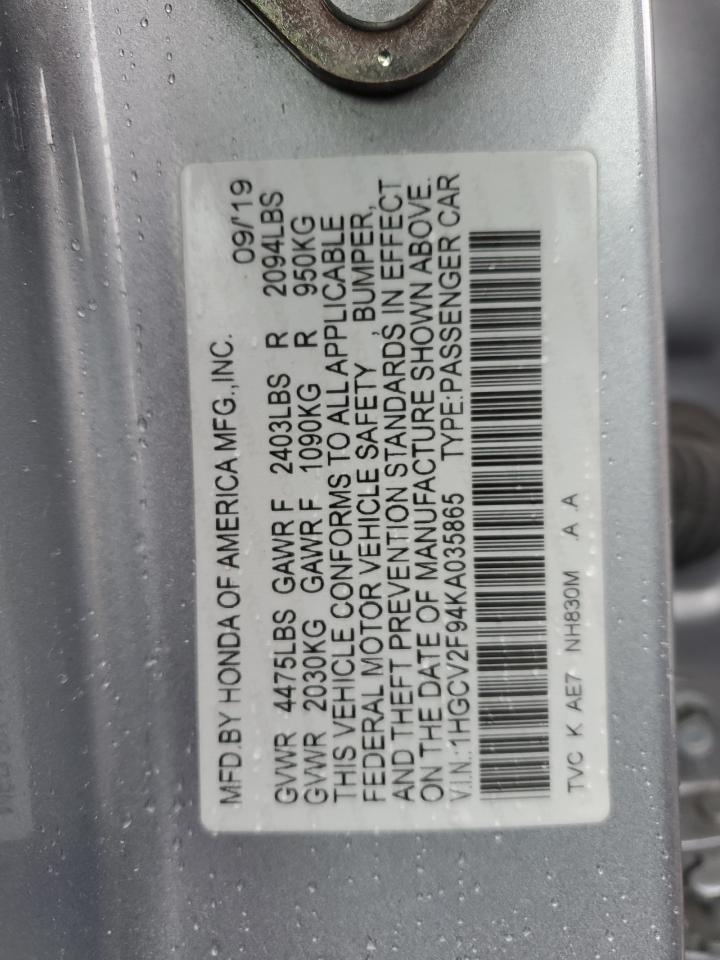 MFD.BY HONDA OF AMERICA MFG.,INC. 09/'19
GVWR 4475LBS GAWR F 2403LBS R 2094LBS
GVWR 2030KG GAWR F 1090KG R 950KG
THIS VEHICLE CONFORMS TO ALL APPLICABLE
FEDERAL MOTOR VEHICLE SAFETY , BUMPER,
AND THEFT PREVENTION STANDARDS, IN EFFECT
ON THE DATE OF MANUFACTURE SHOWN ABOVE.
V.I.N.:1HGCV2F94KA035865 TYPE:PASSENGER CAR
TVC K AE7 NH830M A A